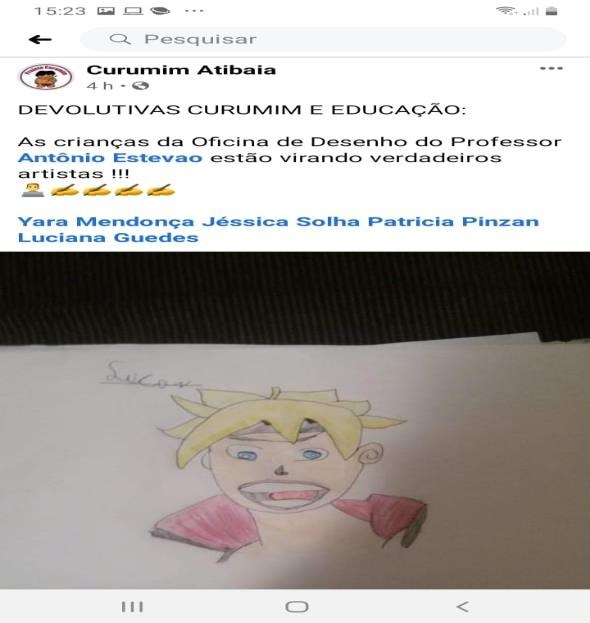 15:23
Pesquisar
Curumim Atibaia
4 h
DEVOLUTIVAS CURUMIM E EDUCAÇÃO:
As crianças da Oficina de Desenho do Professor
Antônio Estevao estão virando verdadeiros
artistas !!!
Yara Mendonça Jéssica Solha Patricia Pinzan
Luciana Guedes